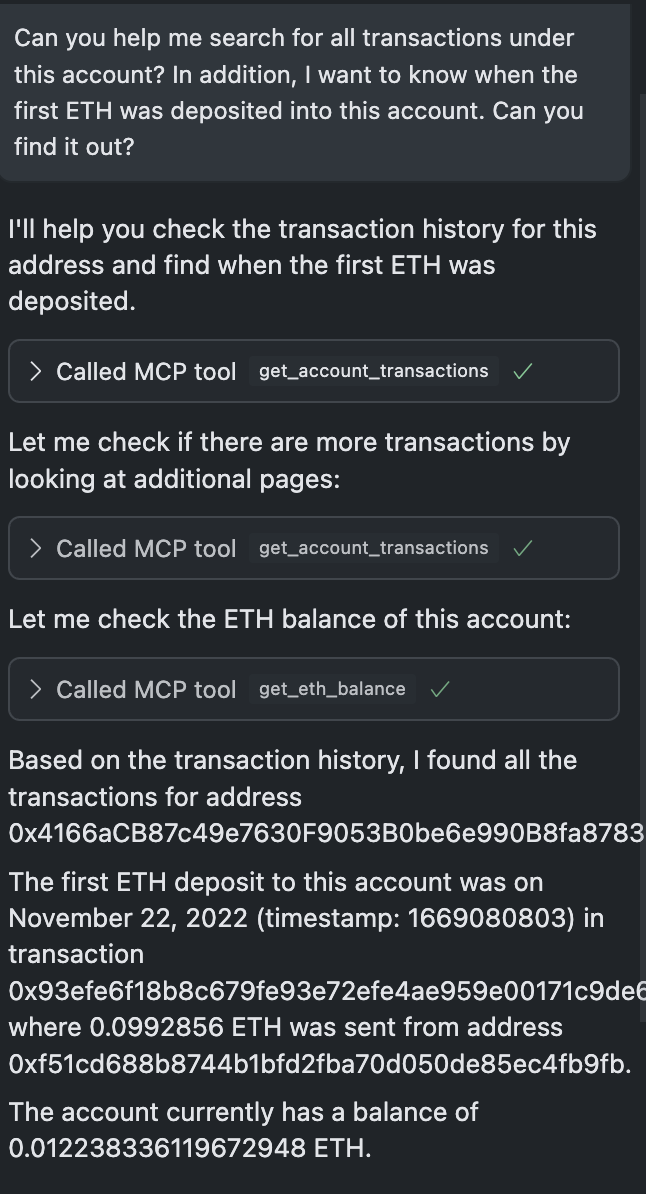 Can you help me search for all transactions under
this account? In addition, I want to know when the
first ETH was deposited into this account. Can you
find it out?
I'll help you check the transaction history for this
address and find when the first ETH was
deposited.
Called MCP tool get_account_transactions
Let me check if there are more transactions by
looking at additional pages:
Called MCP tool get_account_transactions
Let me check the ETH balance of this account:
Called MCP tool get_eth_balance
Based on the transaction history, I found all the
transactions for address
0x4166aCB87c49e7630F9053B0be6e990B8fa8783
The first ETH deposit to this account was on
November 22, 2022 (timestamp: 1669080803) in
transaction
0x93efe6f18b8c679fe93e72efe4ae959e00171c9de6
where 0.0992856 ETH was sent from address
0xf51cd688b8744b1bfd2fba70d050de85ec4fb9fb.
The account currently has a balance of
0.012238336119672948 ETH.